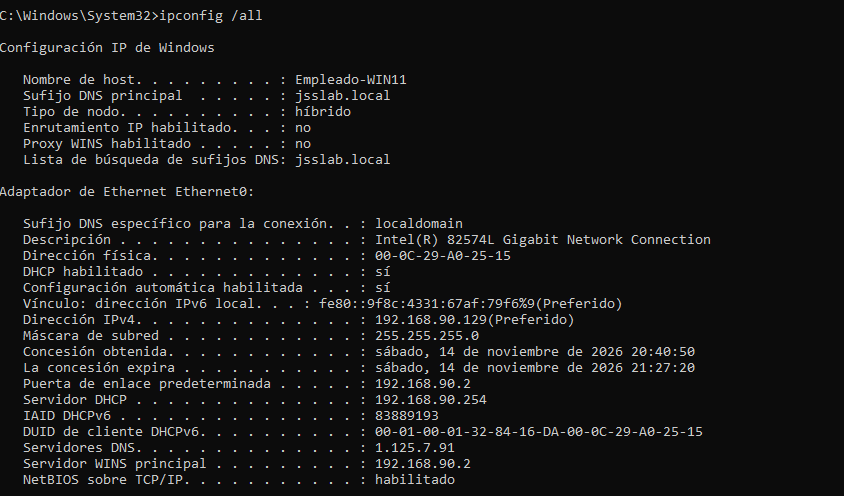 C:\Windows\System32>ipconfig /all
Configuración IP de Windows
Nombre de host. . . . . . . . . : Empleado-WIN11
Sufijo DNS principal  . . . . . : jsslab.local
Tipo de nodo. . . . . . . . . . : híbrido
Enrutamiento IP habilitado. . . : no
Proxy WINS habilitado . . . . . : no
Lista de búsqueda de sufijos DNS: jsslab.local
Adaptador de Ethernet Ethernet0:
Sufijo DNS específico para la conexión. . : localdomain
Descripción . . . . . . . . . . . . . . . : Intel(R) 82574L Gigabit Network Connection
Dirección física. . . . . . . . . . . . . : 00-0C-29-A0-25-15
DHCP habilitado . . . . . . . . . . . . . : sí
Configuración automática habilitada . . . : sí
Vínculo: dirección IPv6 local. . . : fe80::9f8c:4331:67af:79f6%9(Preferido)
Dirección IPv4. . . . . . . . . . . . . . : 192.168.90.129(Preferido)
Máscara de subred . . . . . . . . . . . . : 255.255.255.0
Concesión obtenida. . . . . . . . . . . . : sábado, 14 de noviembre de 2026 20:40:50
La concesión expira . . . . . . . . . . . : sábado, 14 de noviembre de 2026 21:27:20
Puerta de enlace predeterminada . . . . . : 192.168.90.2
Servidor DHCP . . . . . . . . . . . . . . : 192.168.90.254
IAID DHCPv6 . . . . . . . . . . . . . . . : 83889193
DUID de cliente DHCPv6. . . . . . . . . . : 00-01-00-01-32-84-16-DA-00-0C-29-A0-25-15
Servidores DNS. . . . . . . . . . . . . . : 1.125.7.91
Servidor WINS principal . . . . . . . . . : 192.168.90.2
NetBIOS sobre TCP/IP. . . . . . . . . . . : habilitado